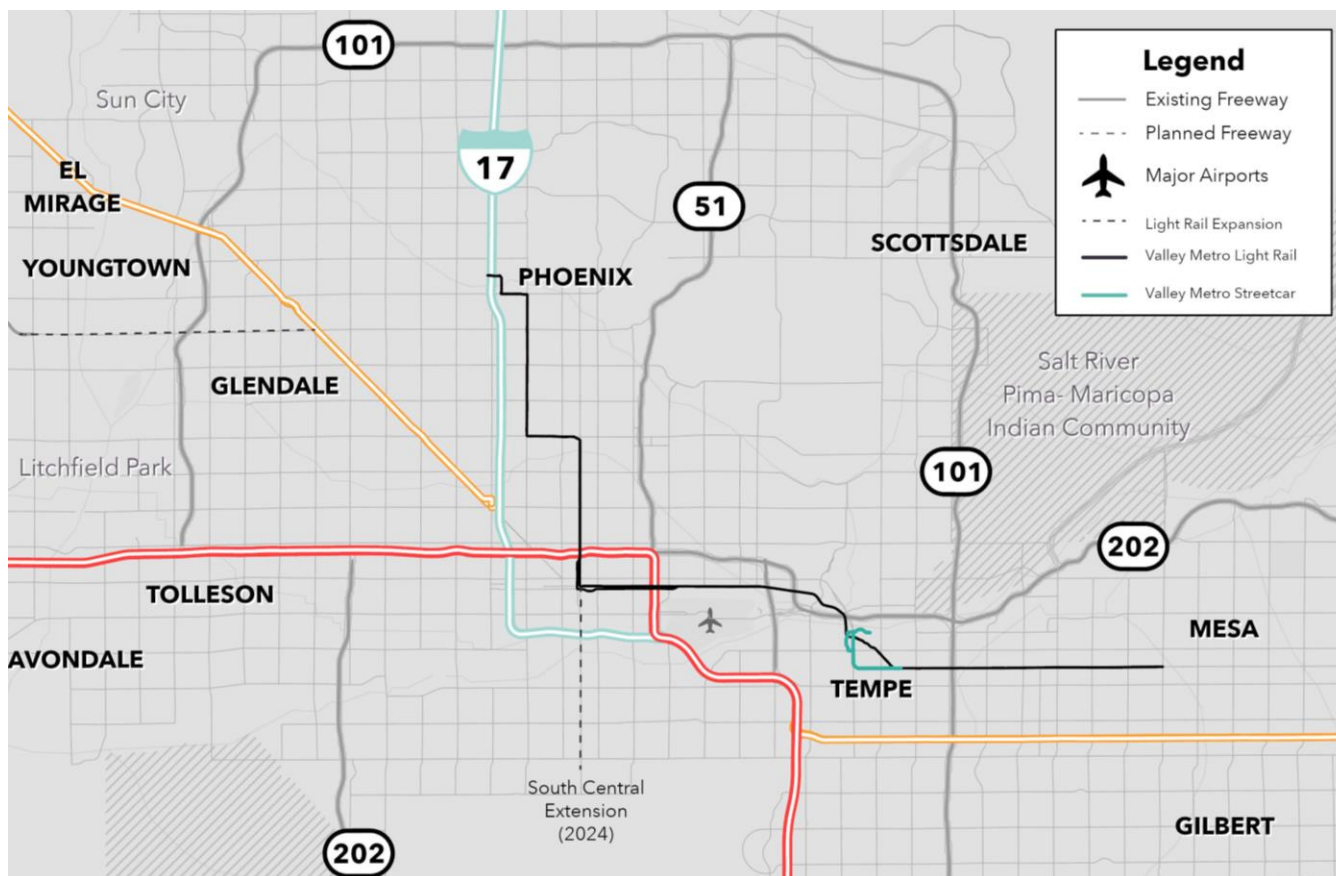 101
Sun City
17
EL
MIRAGE
51
YOUNGTOWN
PHOENIX
SCOTTSDALE
Legend
Existing Freeway
Planned Freeway
Major Airports
Light Rail Expansion
Valley Metro Light Rail
Valley Metro Streetcar
GLENDALE
Salt River
Pima- Maricopa
Indian Community
Litchfield Park
101
202
TOLLESON
AVONDALE
MESA
TEMPE
South Central
Extension
(2024)
GILBERT
202